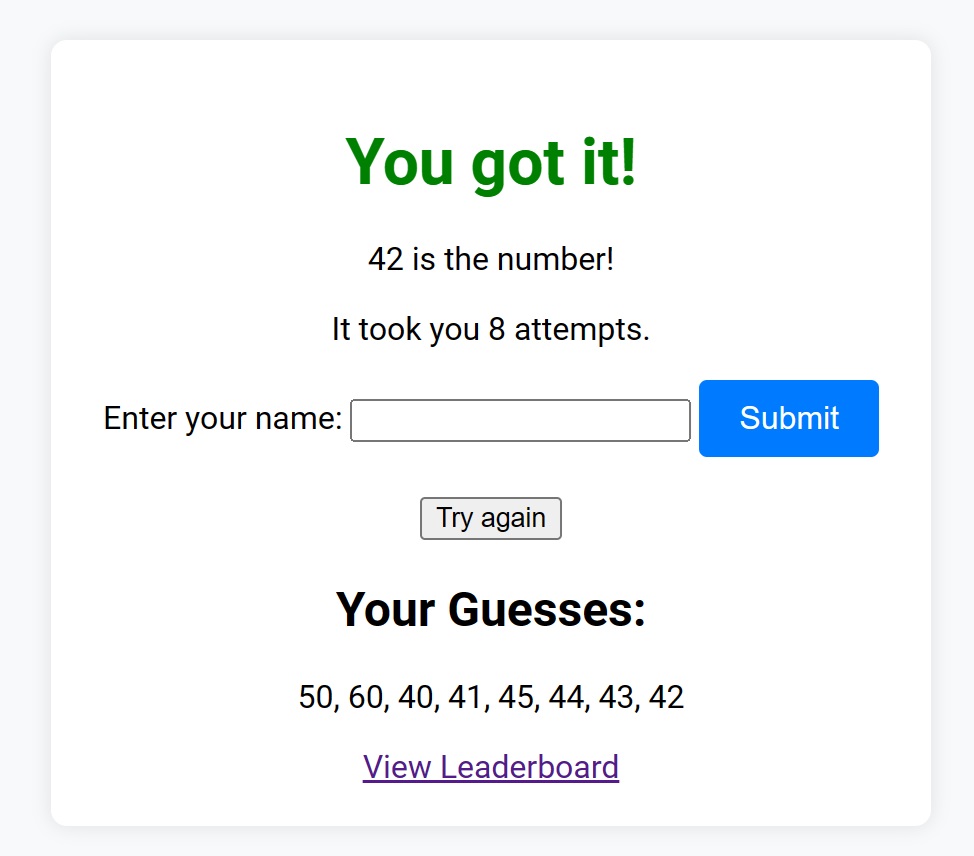 You got it!
42 is the number!
It took you 8 attempts.
Enter your name: Submit
Try again
Your Guesses:
50, 60, 40, 41, 45, 44, 43, 42
View Leaderboard